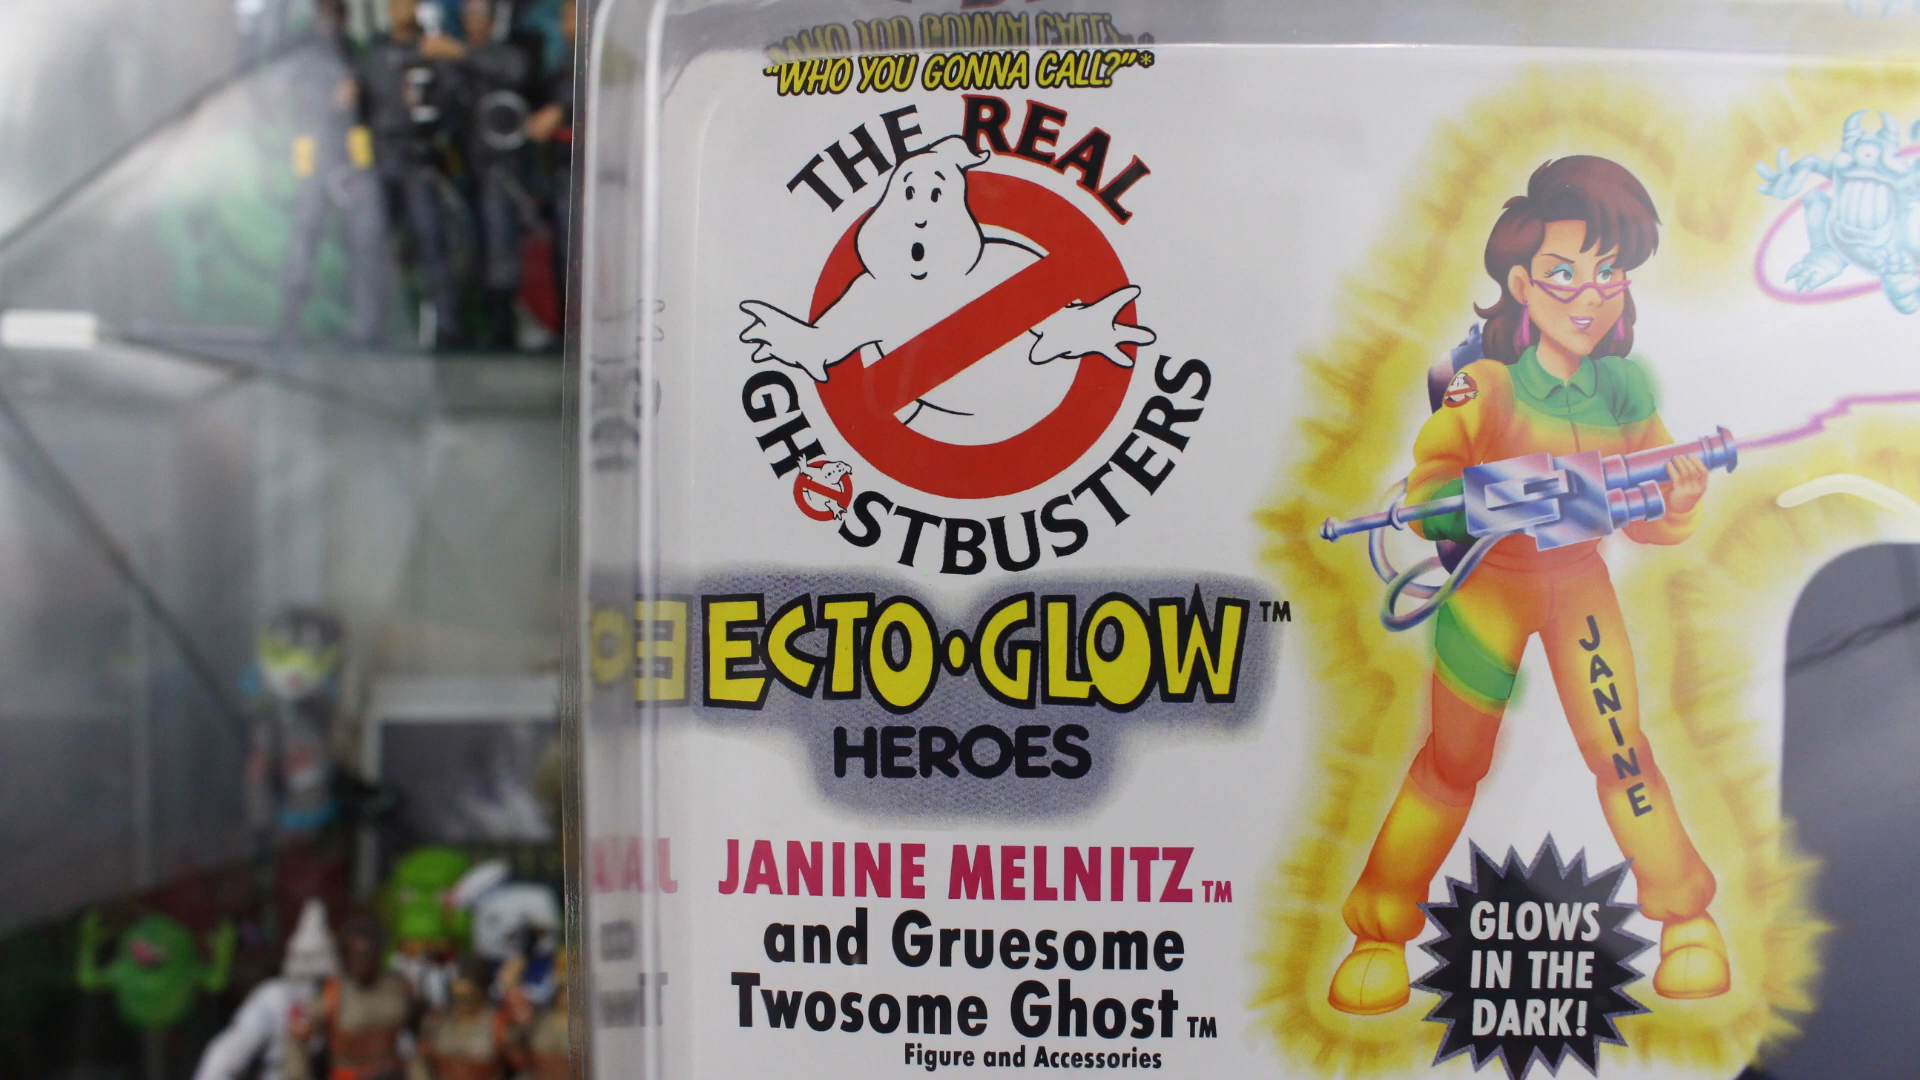 "WHO YOU GONNA CALL?"*
THE REAL
GHOSTBUSTERS
ECTO•GLOW™
HEROES
JANINE MELNITZ™
and Gruesome
Twosome Ghost™
Figure and Accessories
JANINE
GLOWS
IN THE
DARK!